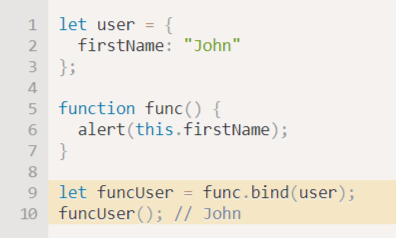 1 let user = {
2   firstName: "John"
3 };
4
5 function func() {
6   alert(this.firstName);
7 }
8
9 let funcUser = func.bind(user);
10 funcUser(); // John